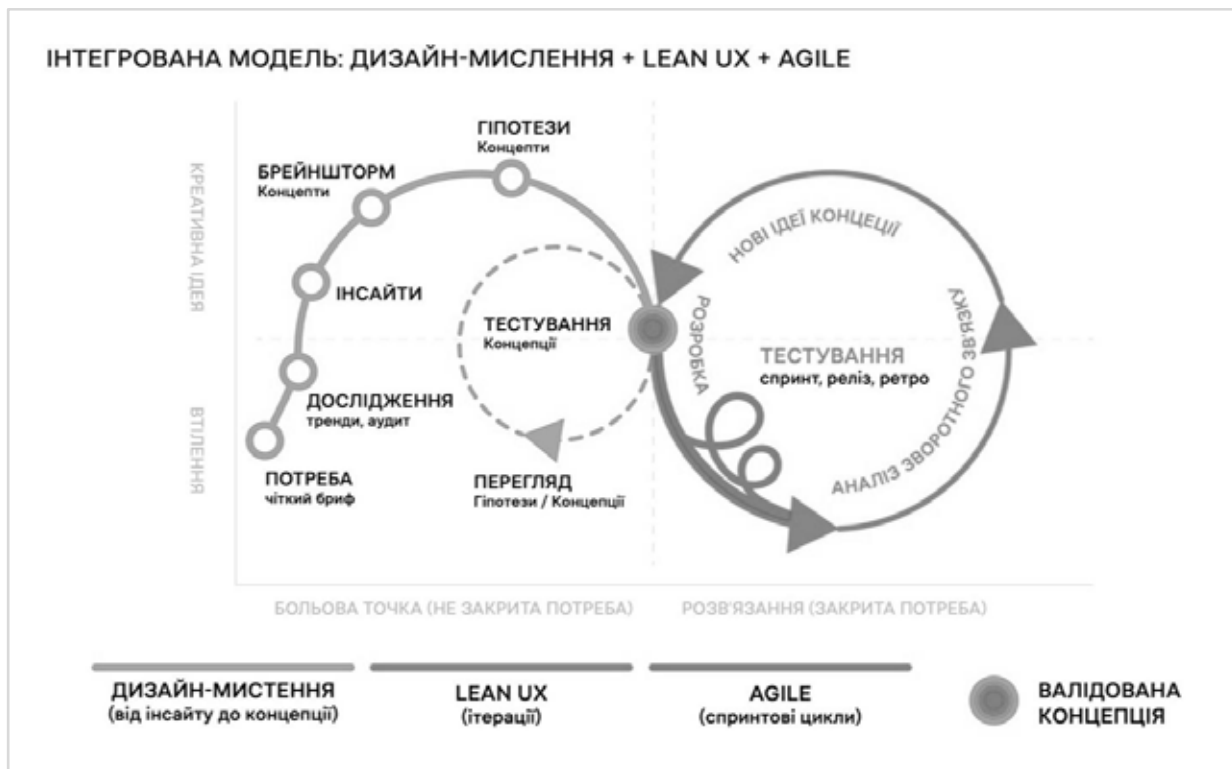 ІНТЕГРОВАНА МОДЕЛЬ: ДИЗАЙН-МИСЛЕННЯ + LEAN UX + AGILE
КРЕАТИВНА ІДЕЯ
ВТІЛЕННЯ
ГІПОТЕЗИ
Концепти
БРЕЙНШТОРМ
Концепти
ІНСАЙТИ
ДОСЛІДЖЕННЯ
тренди, аудит
ПОТРЕБА
чіткий бриф
ТЕСТУВАННЯ
Концепції
ПЕРЕГЛЯД
Гіпотези / Концепції
НОВІ ІДЕЇ КОНЦЕЦІЇ
РОЗРОБКА
ТЕСТУВАННЯ
спринт, реліз, ретро
АНАЛІЗ ЗВОРОТНОГО ЗВ'ЯЗКУ
БОЛЬОВА ТОЧКА (НЕ ЗАКРИТА ПОТРЕБА)
РОЗВ'ЯЗАННЯ (ЗАКРИТА ПОТРЕБА)
ДИЗАЙН-МИСТЕННЯ
(від інсайту до концепції)
LEAN UX
(ітерації)
AGILE
(спринтові цикли)
ВАЛІДОВАНА
КОНЦЕПЦІЯ